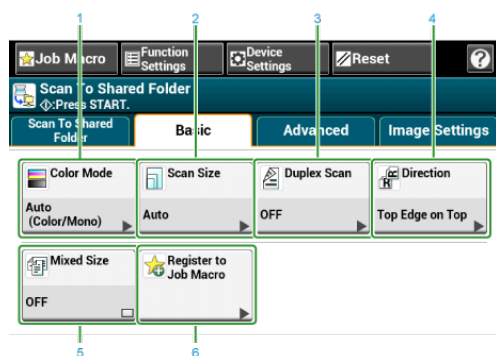 1 2 3 4
Job Macro
Function
Settings
Device
Settings
Reset
?
Scan To Shared Folder
:Press START.
Scan To Shared
Folder
Basic
Advanced
Image Settings
Color Mode
Auto
(Color/Mono)
Scan Size
Auto
Duplex Scan
OFF
Direction
Top Edge on Top
Mixed Size
OFF
Register to
Job Macro
5 6